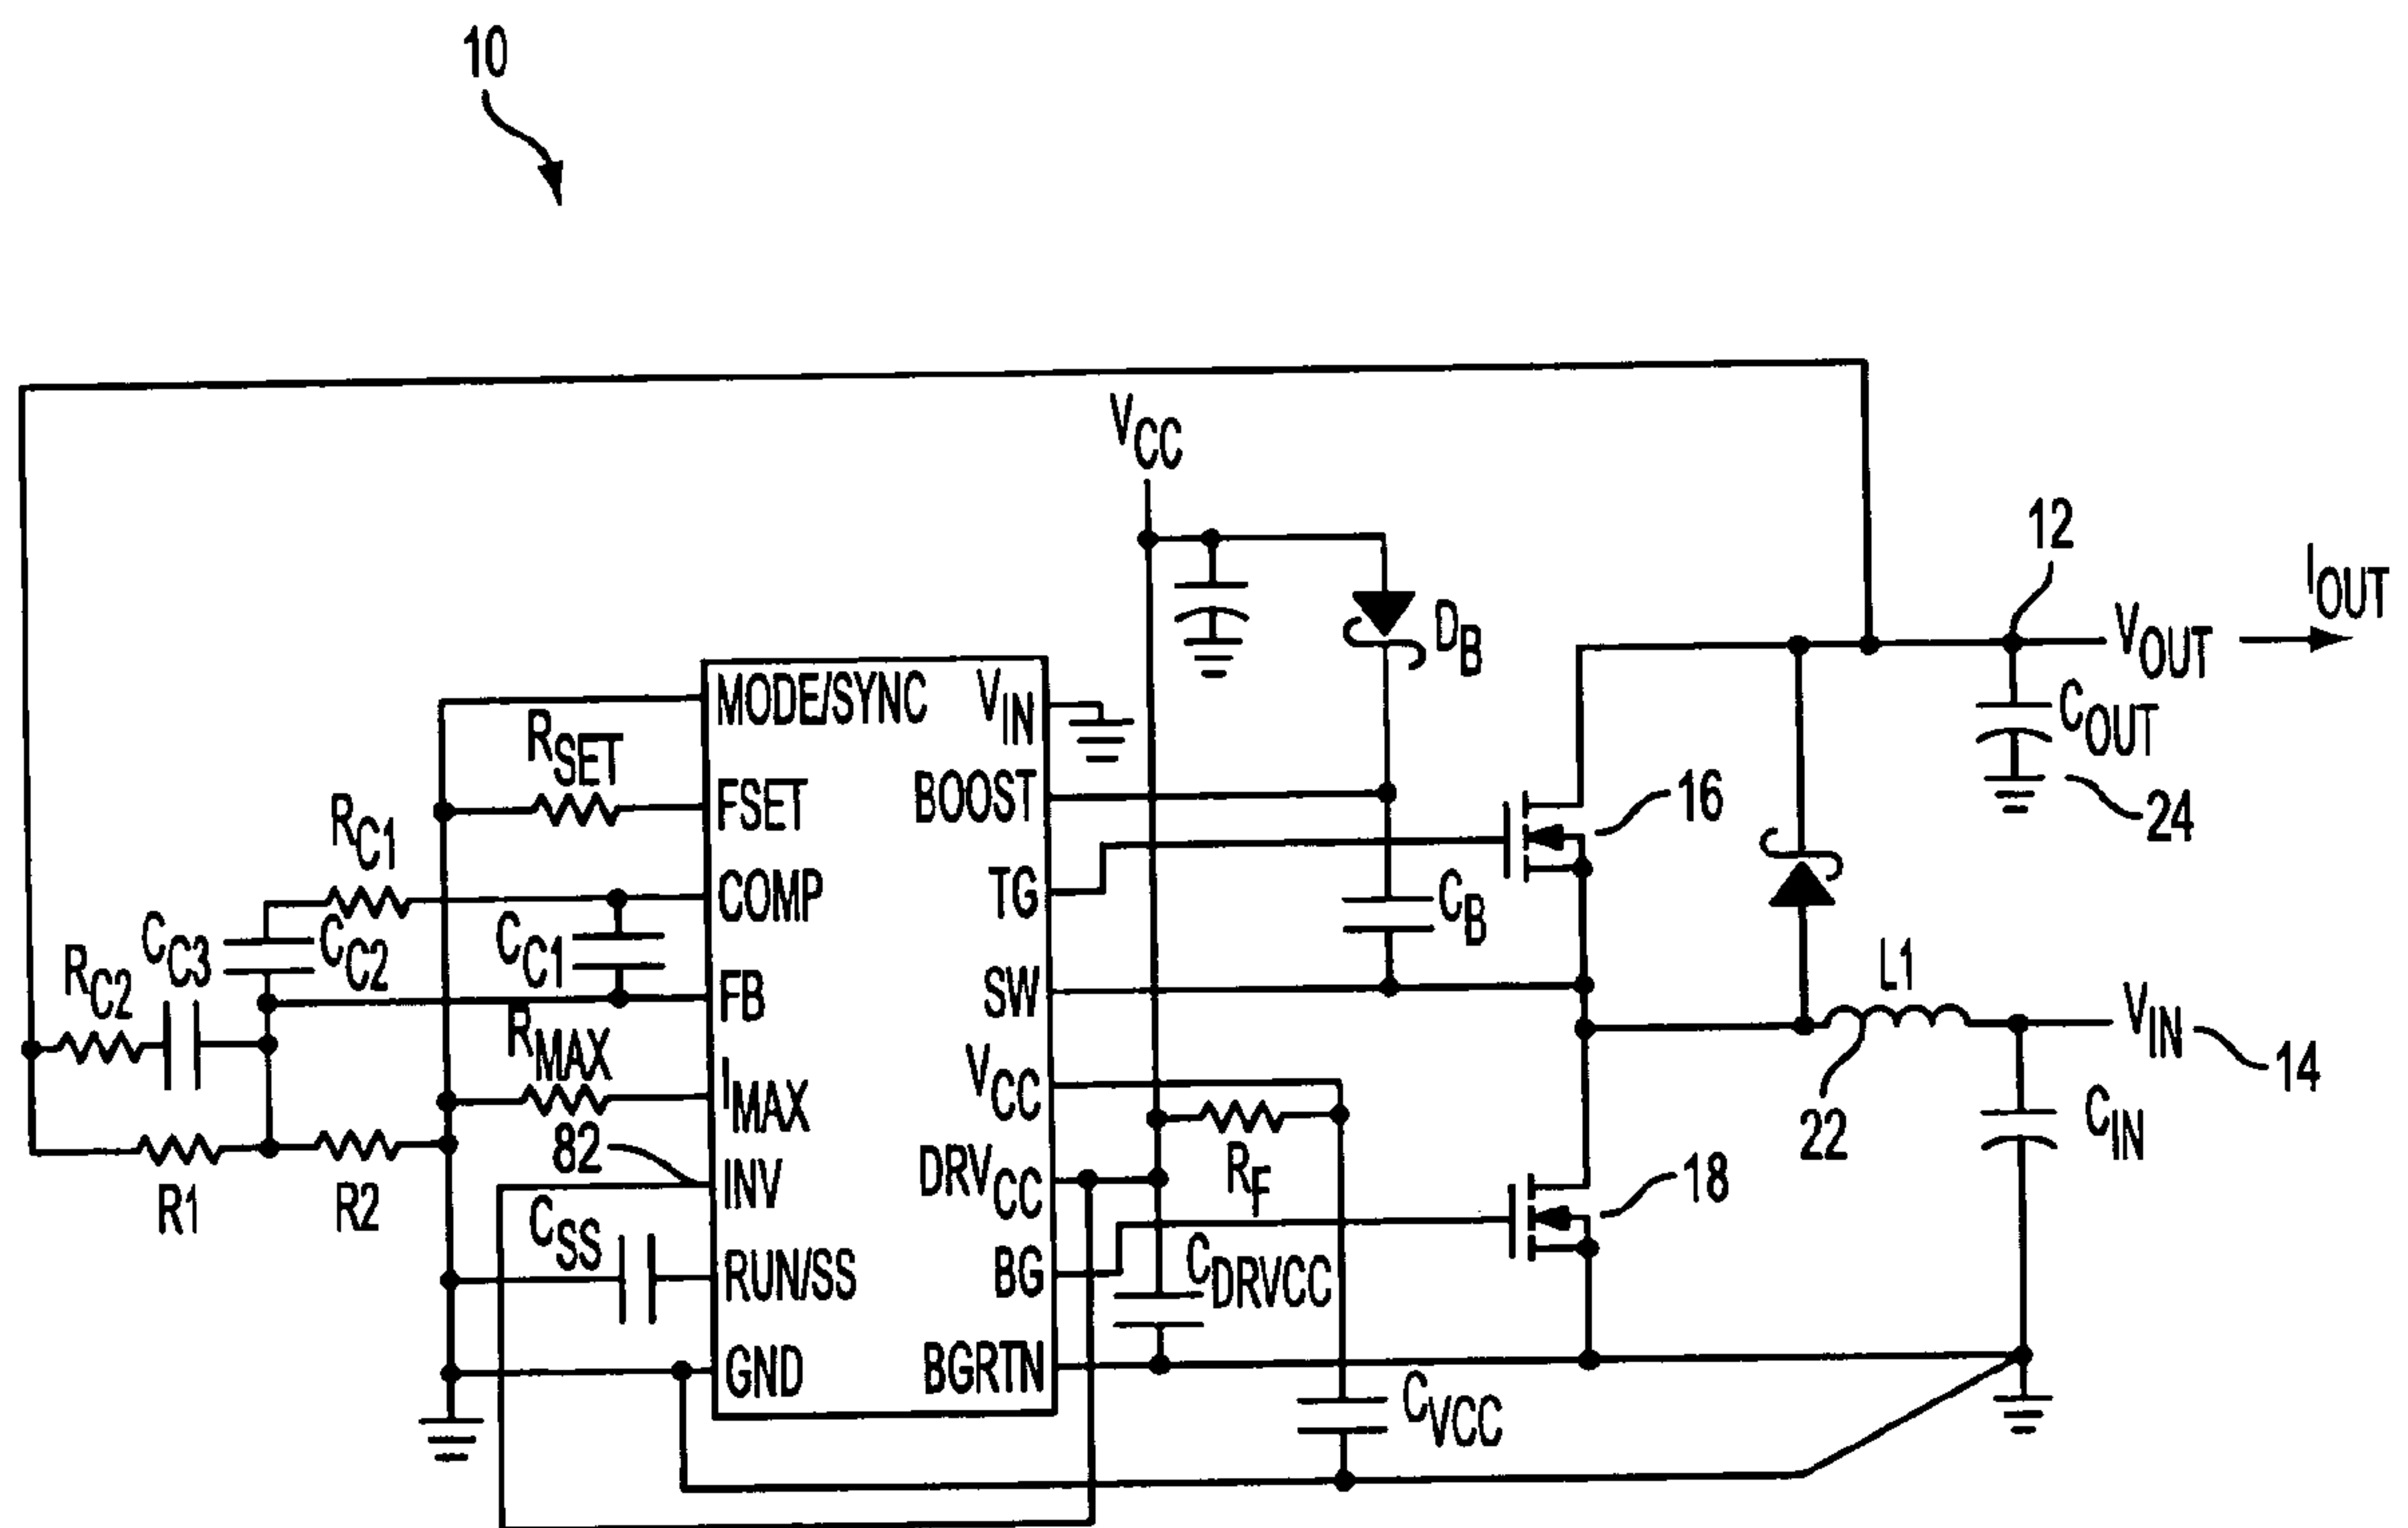 10
VCC
12
IOUT
VOUT
DB
COUT
24
MODE/SYNC
VIN
RSET
FSET
BOOST
16
RC1
COMP
TG
CB
CC3
CC2
CC1
RC2
FB
SW
L1
VIN
14
RMAX
IMAX
VCC
22
CIN
82
INV
DRVCC
RF
18
R1
R2
CSS
RUN/SS
BG
CDRVCC
GND
BGRTN
CVCC